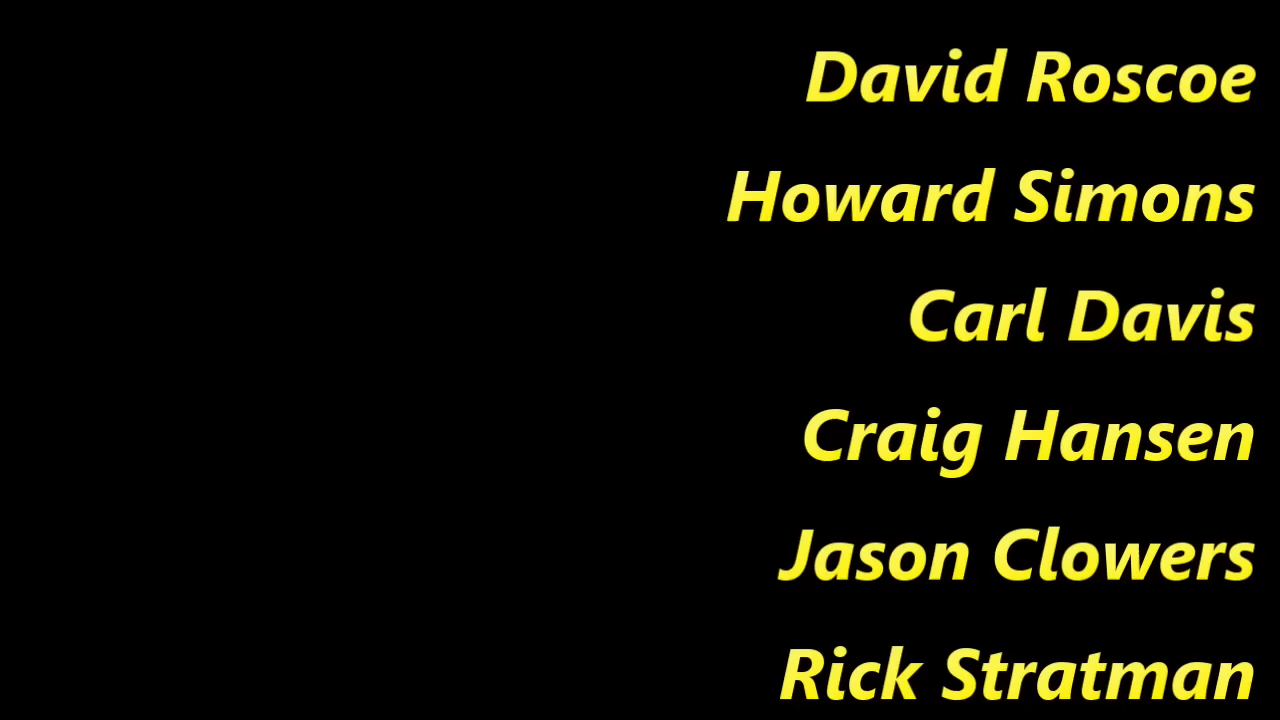 David Roscoe
Howard Simons
Carl Davis
Craig Hansen
Jason Clowers
Rick Stratman